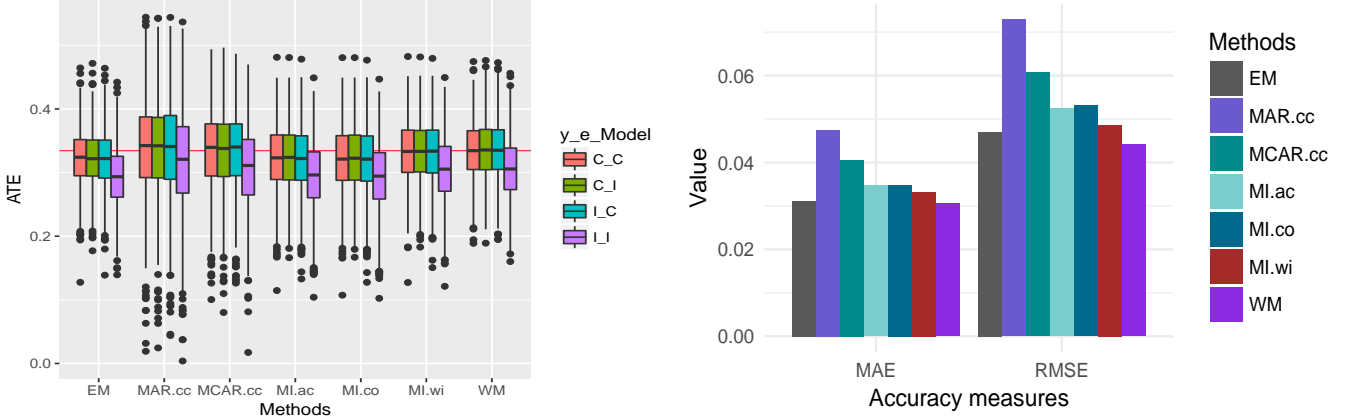 0.4
0.2
0.0
ATE
EM MAR.cc MCAR.cc MI.ac MI.co MI.wi WM
Methods
y_e_Model
C_C
C_I
I_C
I_I
0.06
0.04
0.02
0.00
Value
MAE RMSE
Accuracy measures
Methods
EM
MAR.cc
MCAR.cc
MI.ac
MI.co
MI.wi
WM